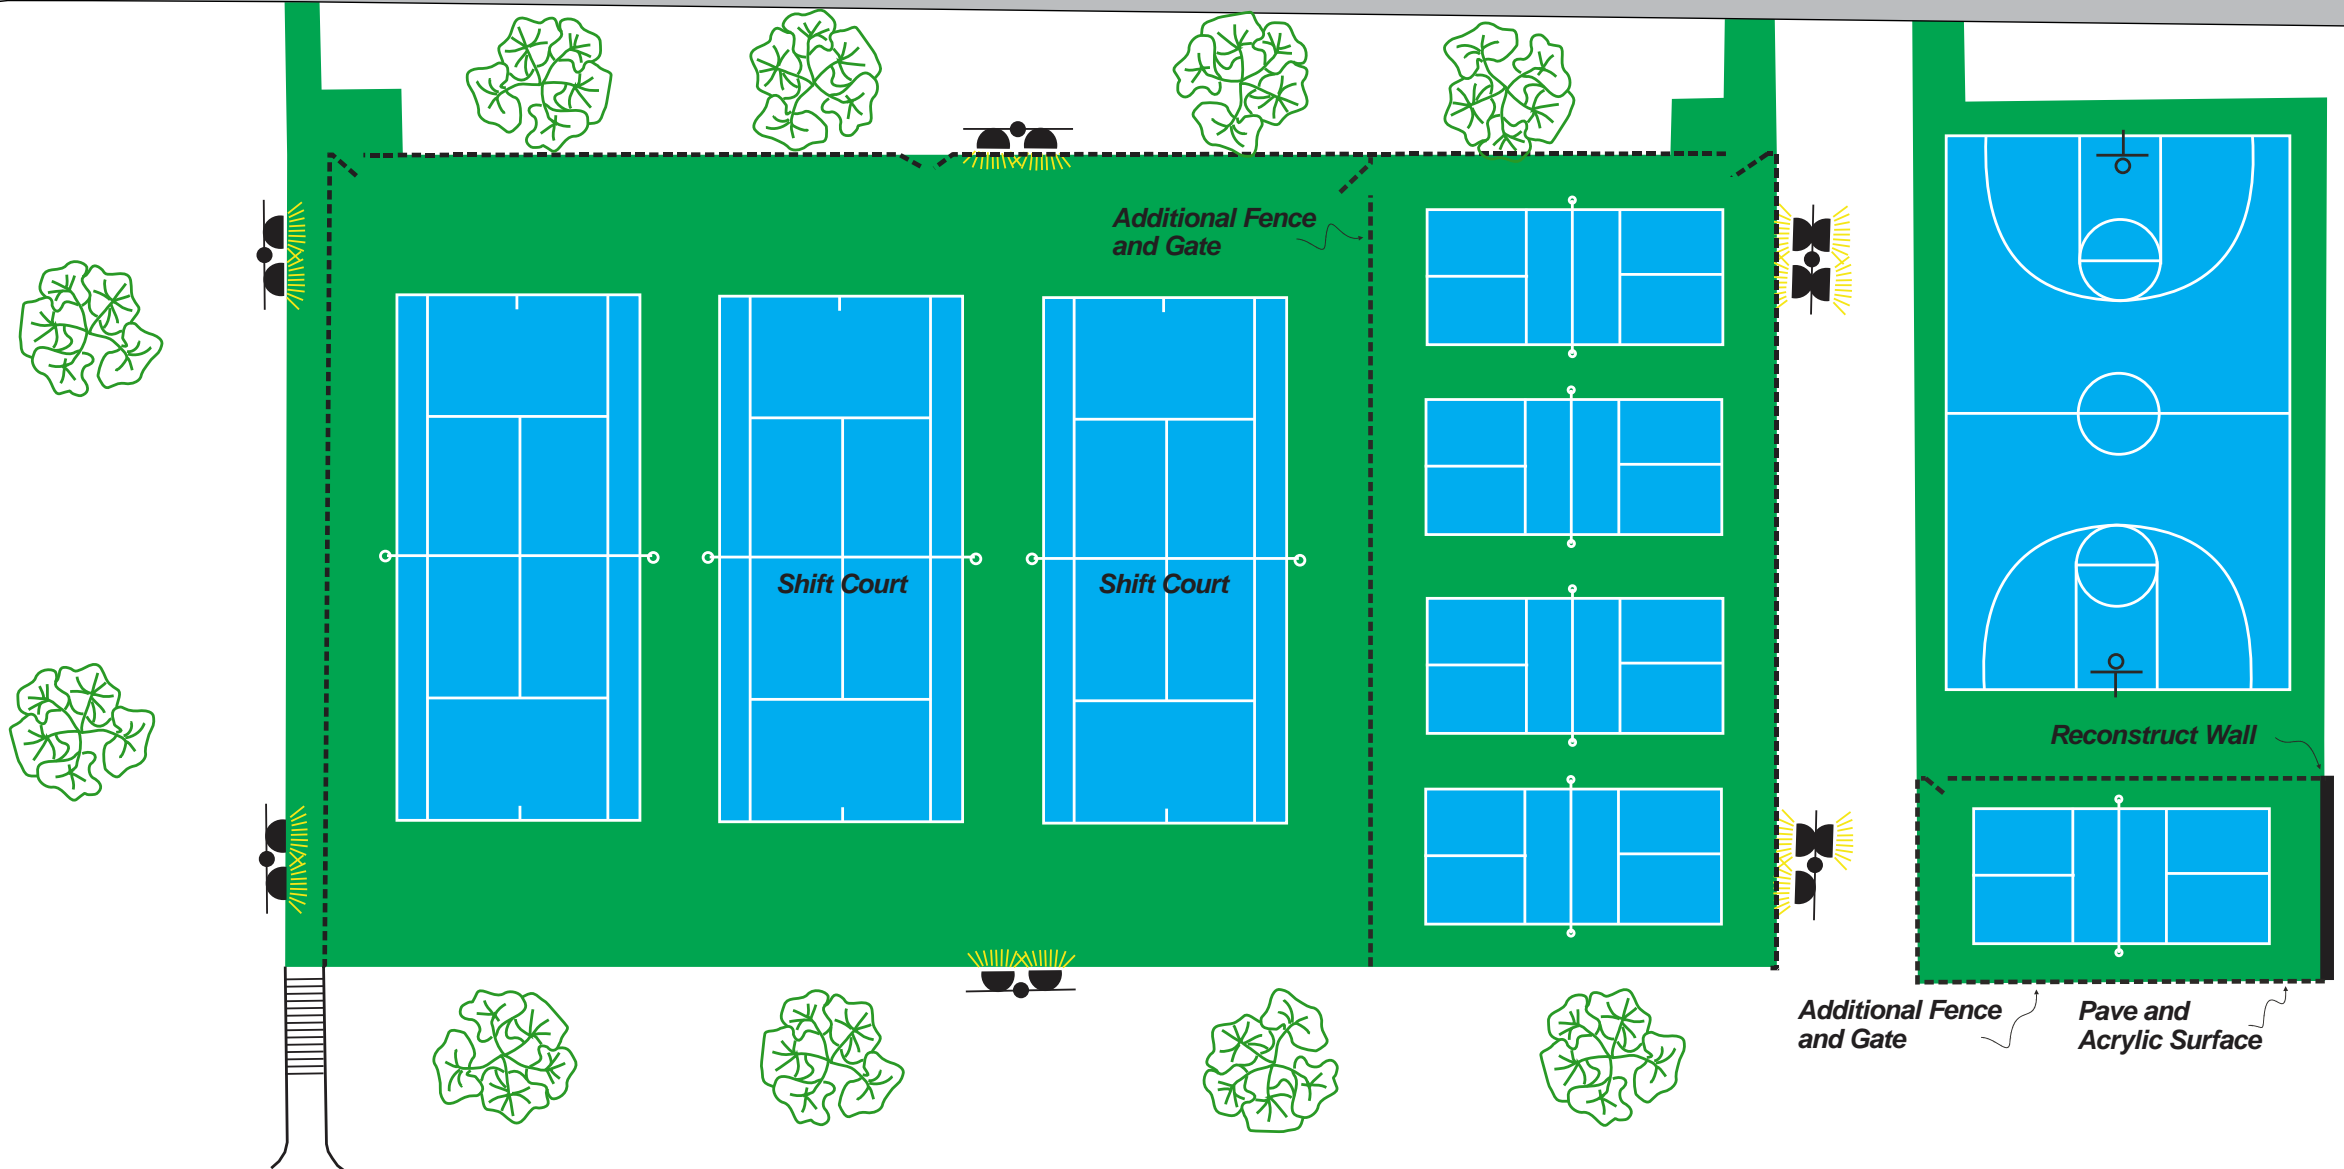 Additional Fence
and Gate
Shift Court
Shift Court
Reconstruct Wall
Additional Fence
and Gate
Pave and
Acrylic Surface